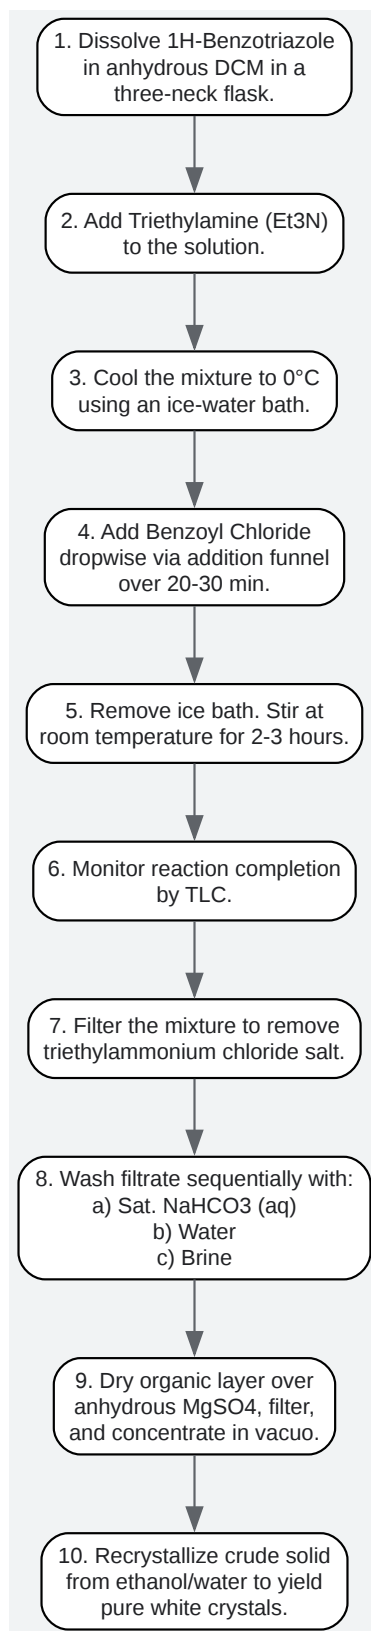 1. Dissolve 1H-Benzotriazole
in anhydrous DCM in a
three-neck flask.
2. Add Triethylamine (Et3N)
to the solution.
3. Cool the mixture to 0°C
using an ice-water bath.
4. Add Benzoyl Chloride
dropwise via addition funnel
over 20-30 min.
5. Remove ice bath. Stir at
room temperature for 2-3 hours.
6. Monitor reaction completion
by TLC.
7. Filter the mixture to remove
triethylammonium chloride salt.
8. Wash filtrate sequentially with:
a) Sat. NaHCO3 (aq)
b) Water
c) Brine
9. Dry organic layer over
anhydrous MgSO4, filter,
and concentrate in vacuo.
10. Recrystallize crude solid
from ethanol/water to yield
pure white crystals.